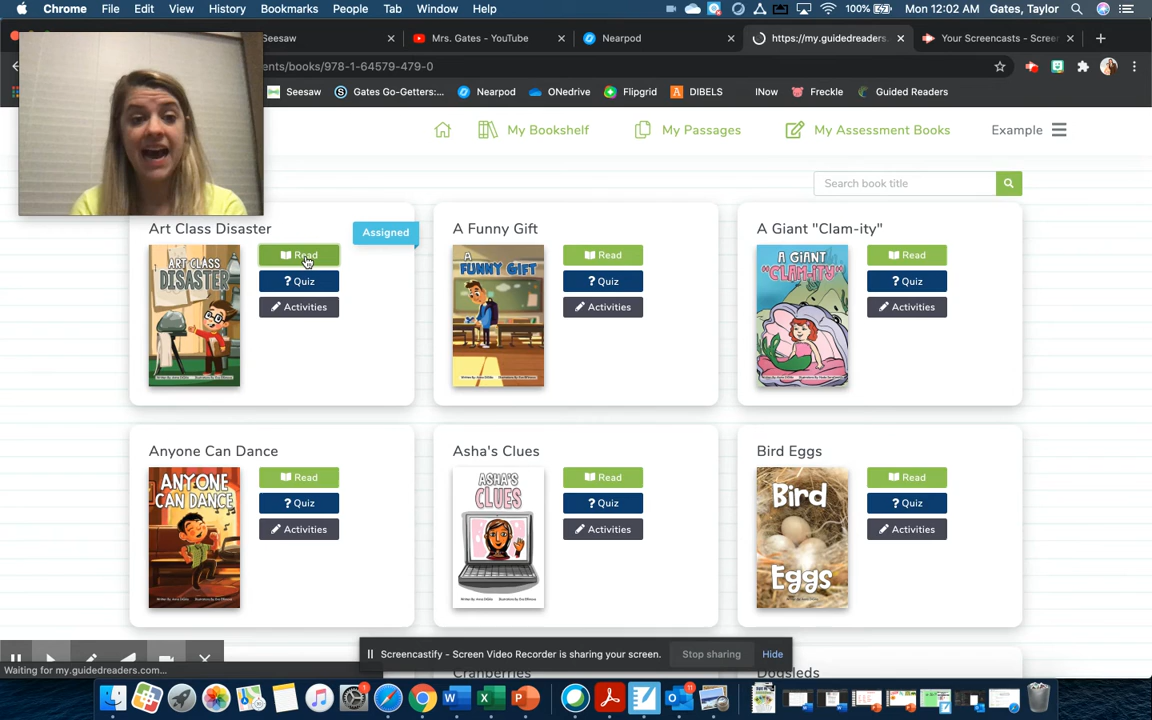 Chrome File Edit View History Bookmarks People Tab Window Help 100% Mon 12:02 AM Gates, Taylor
Seesaw Mrs. Gates - YouTube Nearpod https://my.guidedreaders. Your Screencasts - Scree
ents/books/978-1-64579-479-0
Seesaw Gates Go-Getters:... Nearpod ONedrive Flipgrid DIBELS INow Freckle Guided Readers
My Bookshelf My Passages My Assessment Books Example
Search book title
Art Class Disaster
Assigned
Read
Quiz
Activities
ART CLASS
DISASTER
A Funny Gift
Read
Quiz
Activities
A
FUNNY GIFT
A Giant "Clam-ity"
Read
Quiz
Activities
A GIANT
"CLAM-ITY"
Anyone Can Dance
Read
Quiz
Activities
ANYONE
CAN DANCE
Asha's Clues
Read
Quiz
Activities
ASHA'S
CLUES
Bird Eggs
Read
Quiz
Activities
Bird
Eggs
Cranberries
Dogsleds
Screencastify - Screen Video Recorder is sharing your screen. Stop sharing Hide
Waiting for my.guidedreaders.com...